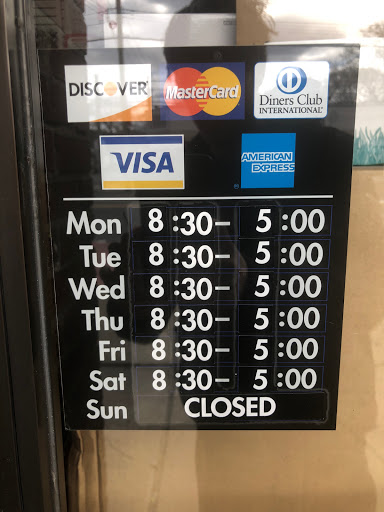 DISCOVER MasterCard Diners Club
INTERNATIONAL®
VISA AMERICAN
EXPRESS
Mon 8:30– 5:00
Tue 8:30– 5:00
Wed 8:30– 5:00
Thu 8:30– 5:00
Fri 8:30– 5:00
Sat 8:30– 5:00
Sun CLOSED